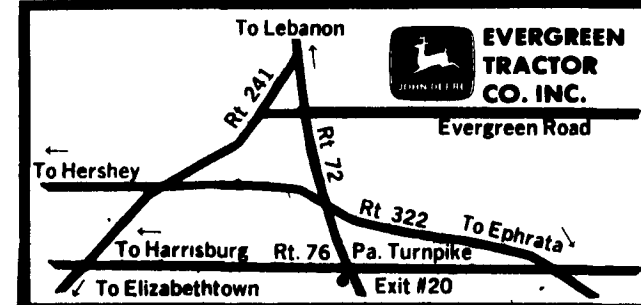 To Lebanon
EVERGREEN
TRACTOR
CO. INC.
JOHN DEERE
Rt 241
Evergreen Road
Rt 72
To Hershey
Rt 322
To Ephrata
To Harrisburg
Rt. 76
Pa. Turnpike
To Elizabethtown
Exit #20